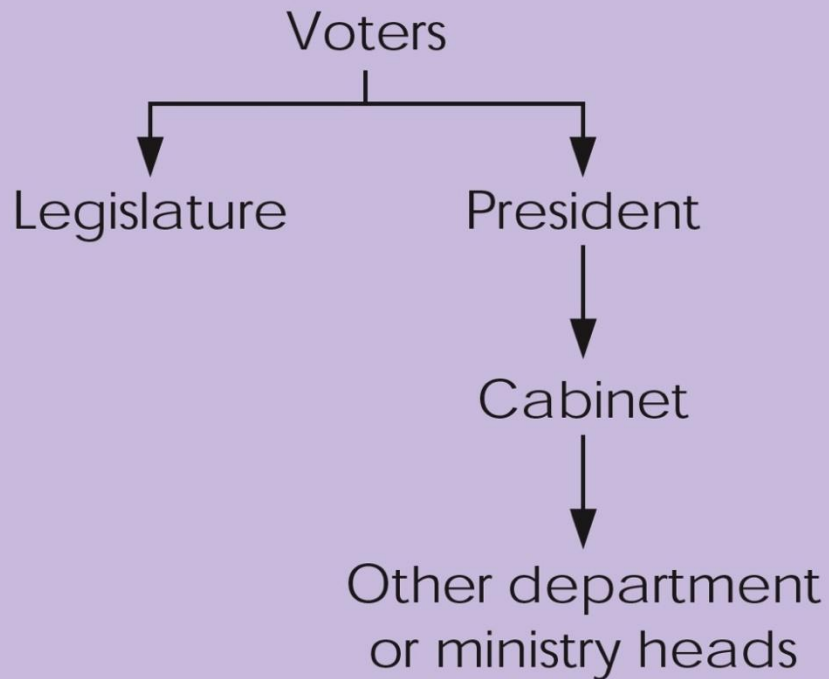 Voters
Legislature
President
Cabinet
Other department
or ministry heads